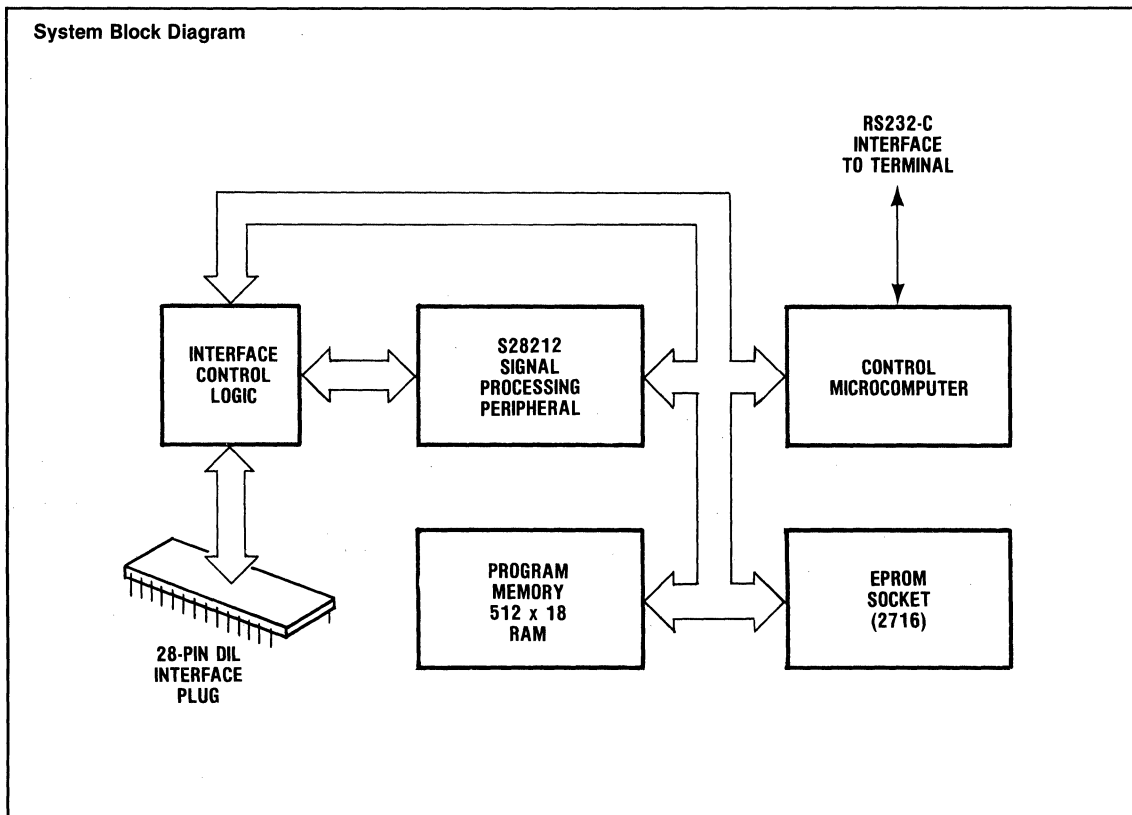 System Block Diagram
RS232-C
INTERFACE
TO TERMINAL
INTERFACE
CONTROL
LOGIC
S28212
SIGNAL
PROCESSING
PERIPHERAL
CONTROL
MICROCOMPUTER
PROGRAM
MEMORY
512 x 18
RAM
EPROM
SOCKET
(2716)
28-PIN DIL
INTERFACE
PLUG